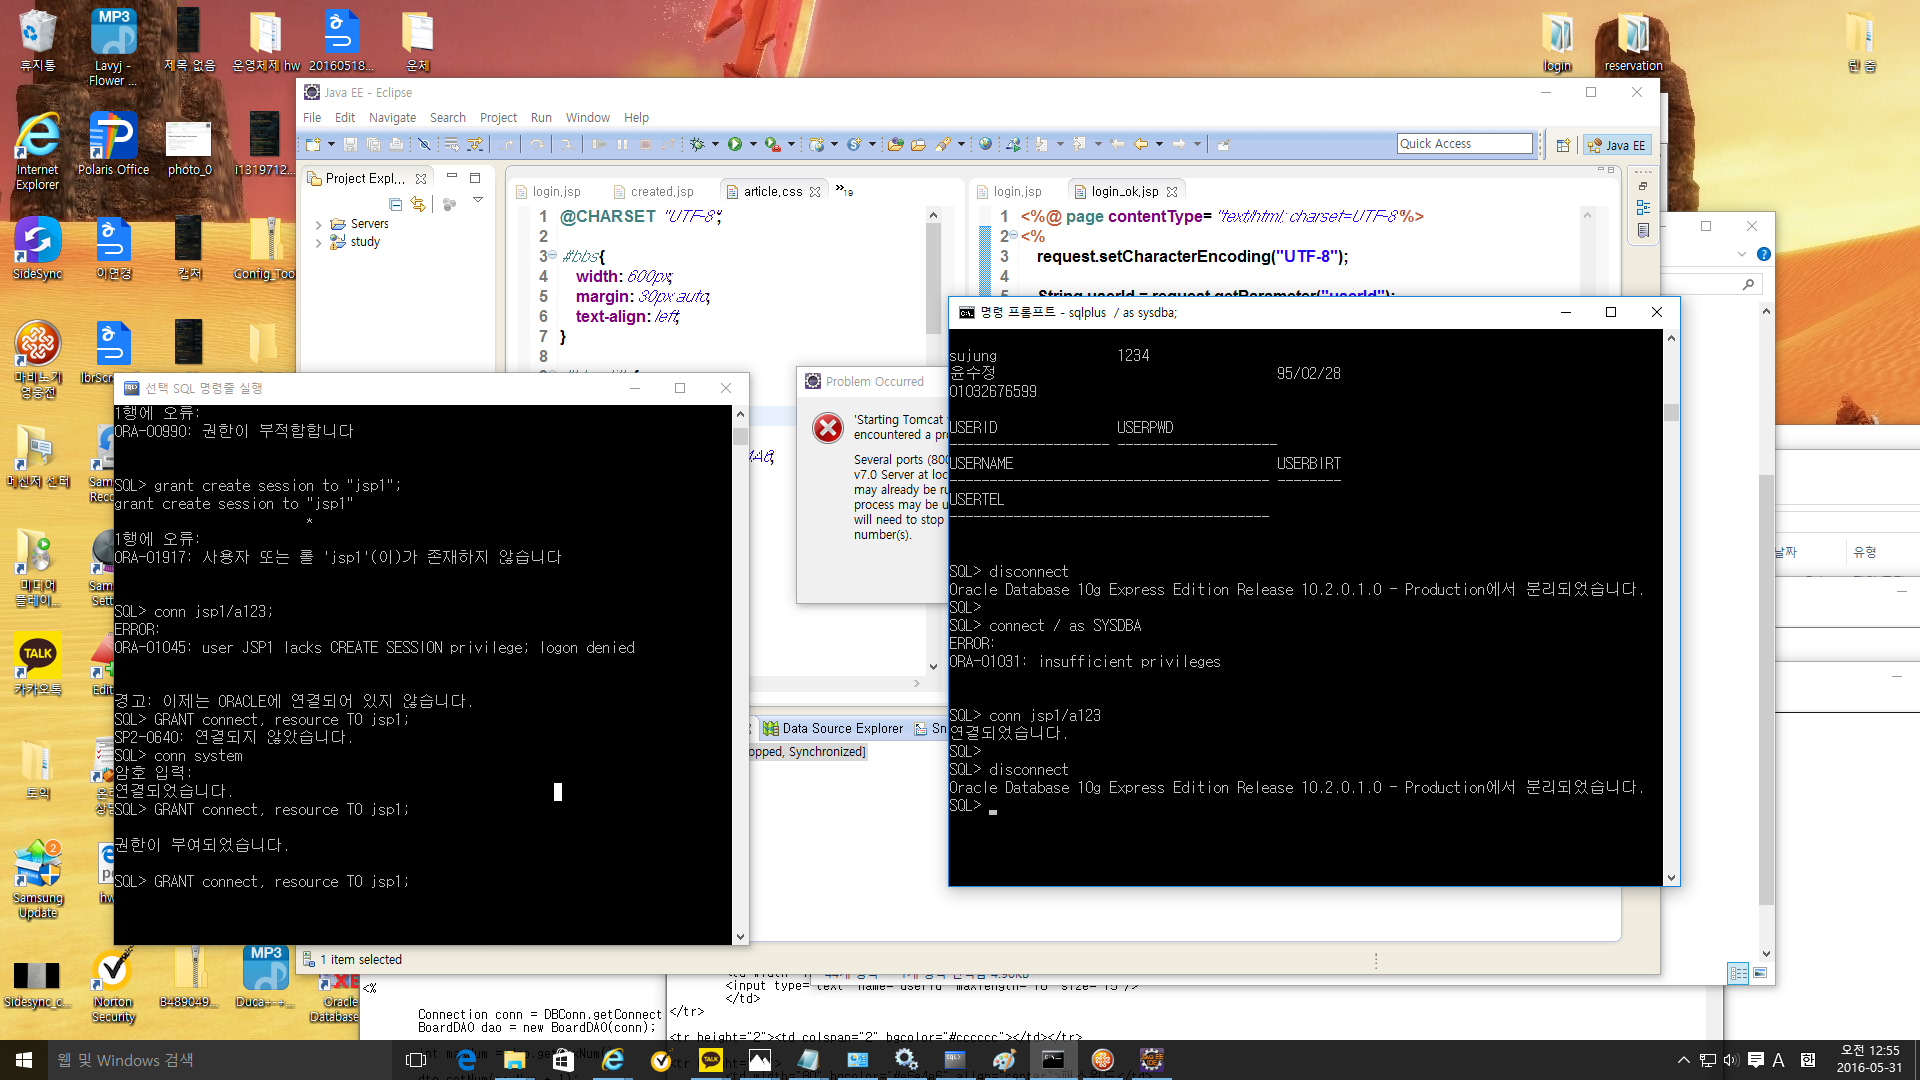 휴지통
Lavyj - Flower ...
제목 없음
운영체제 hw
20160518...
운체
login
reservation
린 춤
Internet Explorer
Polaris Office
photo_0
i1319712...
SideSync
이연경
캡처
Config_Too
마비노기 영웅전
메신저 센터
미디어 플레이...
카카오톡
토익
Samsung Update
Sidesync_c...
Norton Security
B489049...
Duca+-+...
Oracle Database
Java EE - Eclipse
File Edit Navigate Search Project Run Window Help
Quick Access
Java EE
Project Expl...
Servers
study
login.jsp
created.jsp
article.css
»19
1 @CHARSET "UTF-8";
2
3 #bbs{
4 width: 600px;
5 margin: 30px auto;
6 text-align: left;
7 }
8
login.jsp
login_ok.jsp
1 <%@ page contentType= "text/html; charset=UTF-8"%>
2 <%
3 request.setCharacterEncoding("UTF-8");
4
5 String userId = request.getParameter("userId");
Problem Occurred
'Starting Tomcat
encountered a pr
Several ports (800
v7.0 Server at loc
may already be ru
process may be u
will need to stop
number(s).
Data Source Explorer
Sn
opped, Synchronized]
1 item selected
선택 SQL 명령줄 실행
1행에 오류:
ORA-00990: 권한이 부적합합니다
SQL> grant create session to "jsp1";
grant create session to "jsp1"
*
1행에 오류:
ORA-01917: 사용자 또는 롤 'jsp1'(이)가 존재하지 않습니다
SQL> conn jsp1/a123;
ERROR:
ORA-01045: user JSP1 lacks CREATE SESSION privilege; logon denied
경고: 이제는 ORACLE에 연결되어 있지 않습니다.
SQL> GRANT connect, resource TO jsp1;
SP2-0640: 연결되지 않았습니다.
SQL> conn system
암호 입력:
연결되었습니다.
SQL> GRANT connect, resource TO jsp1;
권한이 부여되었습니다.
SQL> GRANT connect, resource TO jsp1;
명령 프롬프트 - sqlplus / as sysdba;
sujung 1234
윤수정 95/02/28
01032676599
USERID USERPWD
-------------------- --------------------
USERNAME USERBIRT
---------------------------------------- --------
USERTEL
----------------------------------------
SQL> disconnect
Oracle Database 10g Express Edition Release 10.2.0.1.0 - Production에서 분리되었습니다.
SQL>
SQL> connect / as SYSDBA
ERROR:
ORA-01031: insufficient privileges
SQL> conn jsp1/a123
연결되었습니다.
SQL>
SQL> disconnect
Oracle Database 10g Express Edition Release 10.2.0.1.0 - Production에서 분리되었습니다.
SQL>
날짜
유형
<%
Connection conn = DBConn.getConnect
BoardDAO dao = new BoardDAO(conn);
</td>
</tr>
<tr height="2"><td colspan="2" bgcolor="#cccccc"></td></tr>
웹 및 Windows 검색
A
한
오전 12:55
2016-05-31